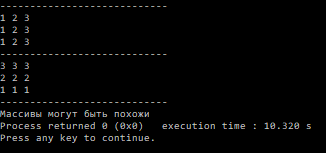 ----------------------------
1 2 3
1 2 3
1 2 3
----------------------------
3 3 3
2 2 2
1 1 1
----------------------------
Массивы могут быть похожи
Process returned 0 (0x0)   execution time : 10.320 s
Press any key to continue.